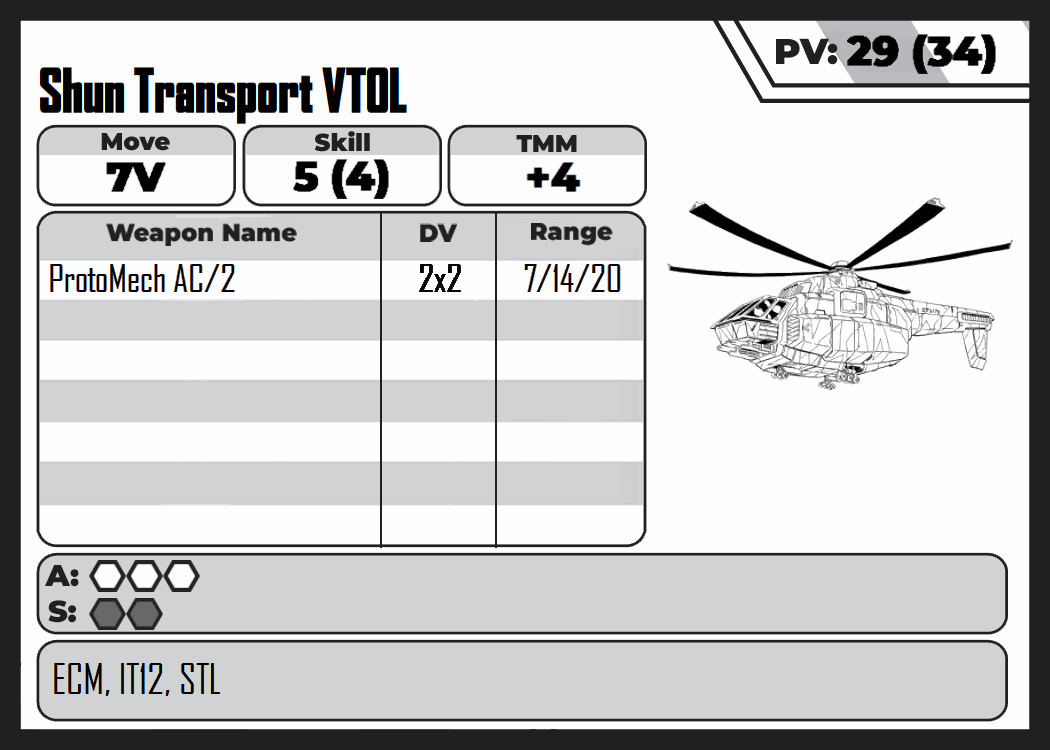 PV: 29 (34)
Shun Transport VTOL
Move Skill TMM
7V 5 (4) +4
Weapon Name DV Range
ProtoMech AC/2 2x2 7/14/20
A:
S:
ECM, IT12, STL